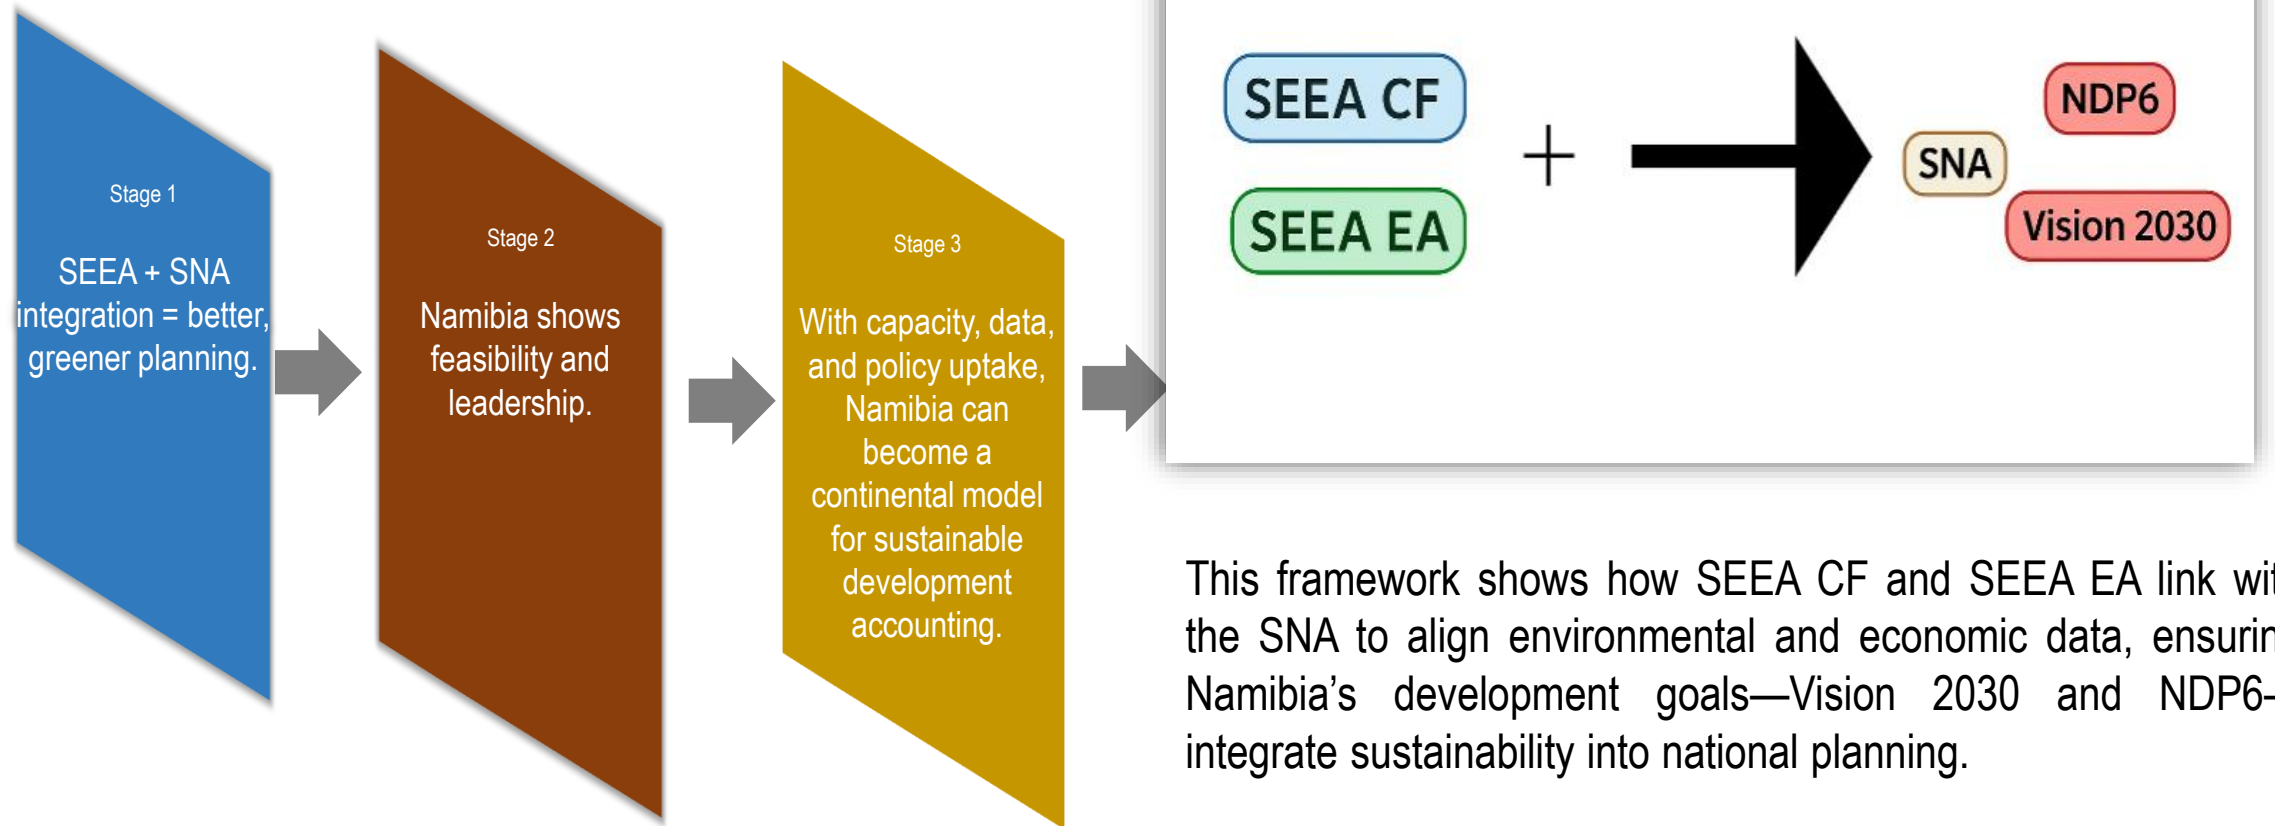 Stage 1
SEEA + SNA
integration = better,
greener planning.
Stage 2
Namibia shows
feasibility and
leadership.
Stage 3
With capacity, data,
and policy uptake,
Namibia can
become a
continental model
for sustainable
development
accounting.
SEEA CF
SEEA EA
+
SNA
NDP6
Vision 2030
This framework shows how SEEA CF and SEEA EA link wit
the SNA to align environmental and economic data, ensurin
Namibia’s development goals—Vision 2030 and NDP6—
integrate sustainability into national planning.